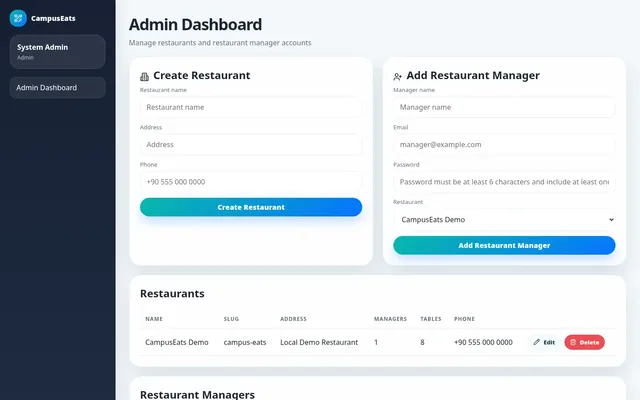 CampusEats
System Admin
Admin
Admin Dashboard
Admin Dashboard
Manage restaurants and restaurant manager accounts
Create Restaurant
Restaurant name
Restaurant name
Address
Address
Phone
+90 555 000 0000
Create Restaurant
Add Restaurant Manager
Manager name
Manager name
Email
manager@example.com
Password
Password must be at least 6 characters and include at least one
Restaurant
CampusEats Demo
Add Restaurant Manager
Restaurants
NAME SLUG ADDRESS MANAGERS TABLES PHONE
CampusEats Demo campus-eats Local Demo Restaurant 1 8 +90 555 000 0000 Edit Delete
Restaurant Managers